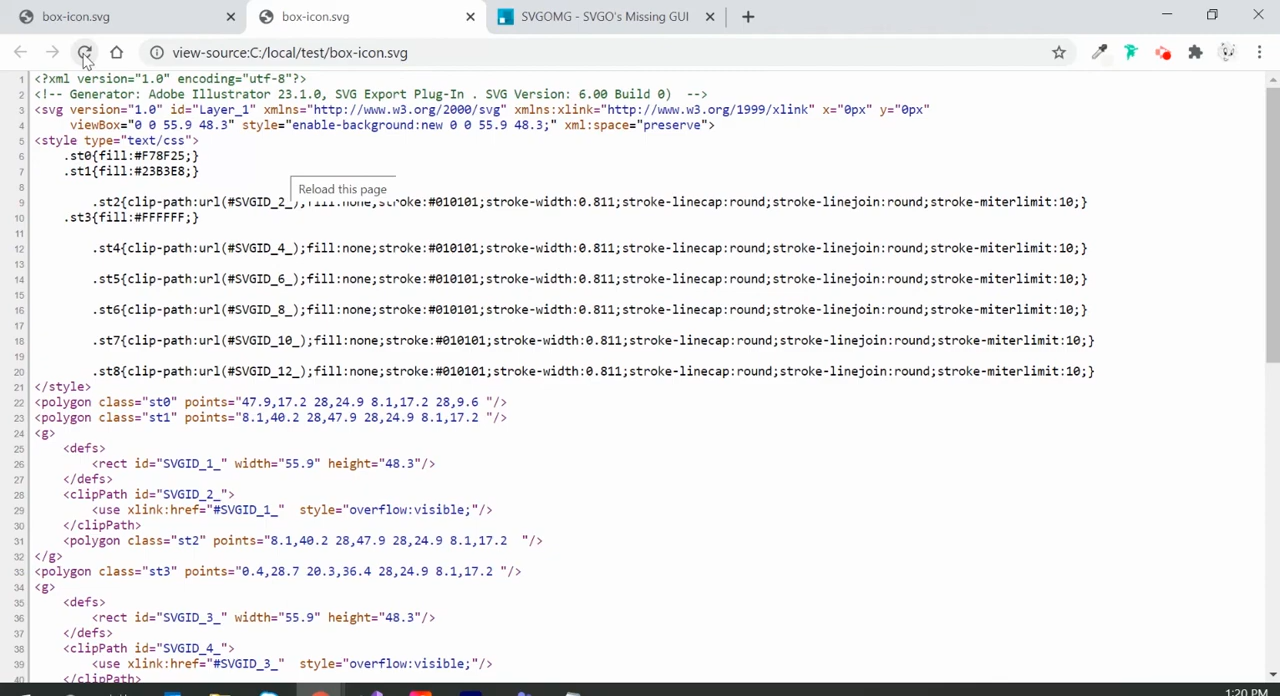 box-icon.svg
box-icon.svg
SVGOMG - SVGO's Missing GUI
view-source:C:/local/test/box-icon.svg
1 <?xml version="1.0" encoding="utf-8"?>
2 <!-- Generator: Adobe Illustrator 23.1.0, SVG Export Plug-In . SVG Version: 6.00 Build 0)  -->
3 <svg version="1.0" id="Layer_1" xmlns="http://www.w3.org/2000/svg" xmlns:xlink="http://www.w3.org/1999/xlink" x="0px" y="0px"
4 viewBox="0 0 55.9 48.3" style="enable-background:new 0 0 55.9 48.3;" xml:space="preserve">
5 <style type="text/css">
6 .st0{fill:#F78F25;}
7 .st1{fill:#23B3E8;}
8
Reload this page
9 .st2{clip-path:url(#SVGID_2_);fill:none;stroke:#010101;stroke-width:0.811;stroke-linecap:round;stroke-linejoin:round;stroke-miterlimit:10;}
10 .st3{fill:#FFFFFF;}
11
12 .st4{clip-path:url(#SVGID_4_);fill:none;stroke:#010101;stroke-width:0.811;stroke-linecap:round;stroke-linejoin:round;stroke-miterlimit:10;}
13
14 .st5{clip-path:url(#SVGID_6_);fill:none;stroke:#010101;stroke-width:0.811;stroke-linecap:round;stroke-linejoin:round;stroke-miterlimit:10;}
15
16 .st6{clip-path:url(#SVGID_8_);fill:none;stroke:#010101;stroke-width:0.811;stroke-linecap:round;stroke-linejoin:round;stroke-miterlimit:10;}
17
18 .st7{clip-path:url(#SVGID_10_);fill:none;stroke:#010101;stroke-width:0.811;stroke-linecap:round;stroke-linejoin:round;stroke-miterlimit:10;}
19
20 .st8{clip-path:url(#SVGID_12_);fill:none;stroke:#010101;stroke-width:0.811;stroke-linecap:round;stroke-linejoin:round;stroke-miterlimit:10;}
21 </style>
22 <polygon class="st0" points="47.9,17.2 28,24.9 8.1,17.2 28,9.6 "/>
23 <polygon class="st1" points="8.1,40.2 28,47.9 28,24.9 8.1,17.2 "/>
24 <g>
25 <defs>
26 <rect id="SVGID_1_" width="55.9" height="48.3"/>
27 </defs>
28 <clipPath id="SVGID_2_">
29 <use xlink:href="#SVGID_1_"  style="overflow:visible;"/>
30 </clipPath>
31 <polygon class="st2" points="8.1,40.2 28,47.9 28,24.9 8.1,17.2  "/>
32 </g>
33 <polygon class="st3" points="0.4,28.7 20.3,36.4 28,24.9 8.1,17.2 "/>
34 <g>
35 <defs>
36 <rect id="SVGID_3_" width="55.9" height="48.3"/>
37 </defs>
38 <clipPath id="SVGID_4_">
39 <use xlink:href="#SVGID_3_"  style="overflow:visible;"/>
40 </clipPath>
1:20 PM